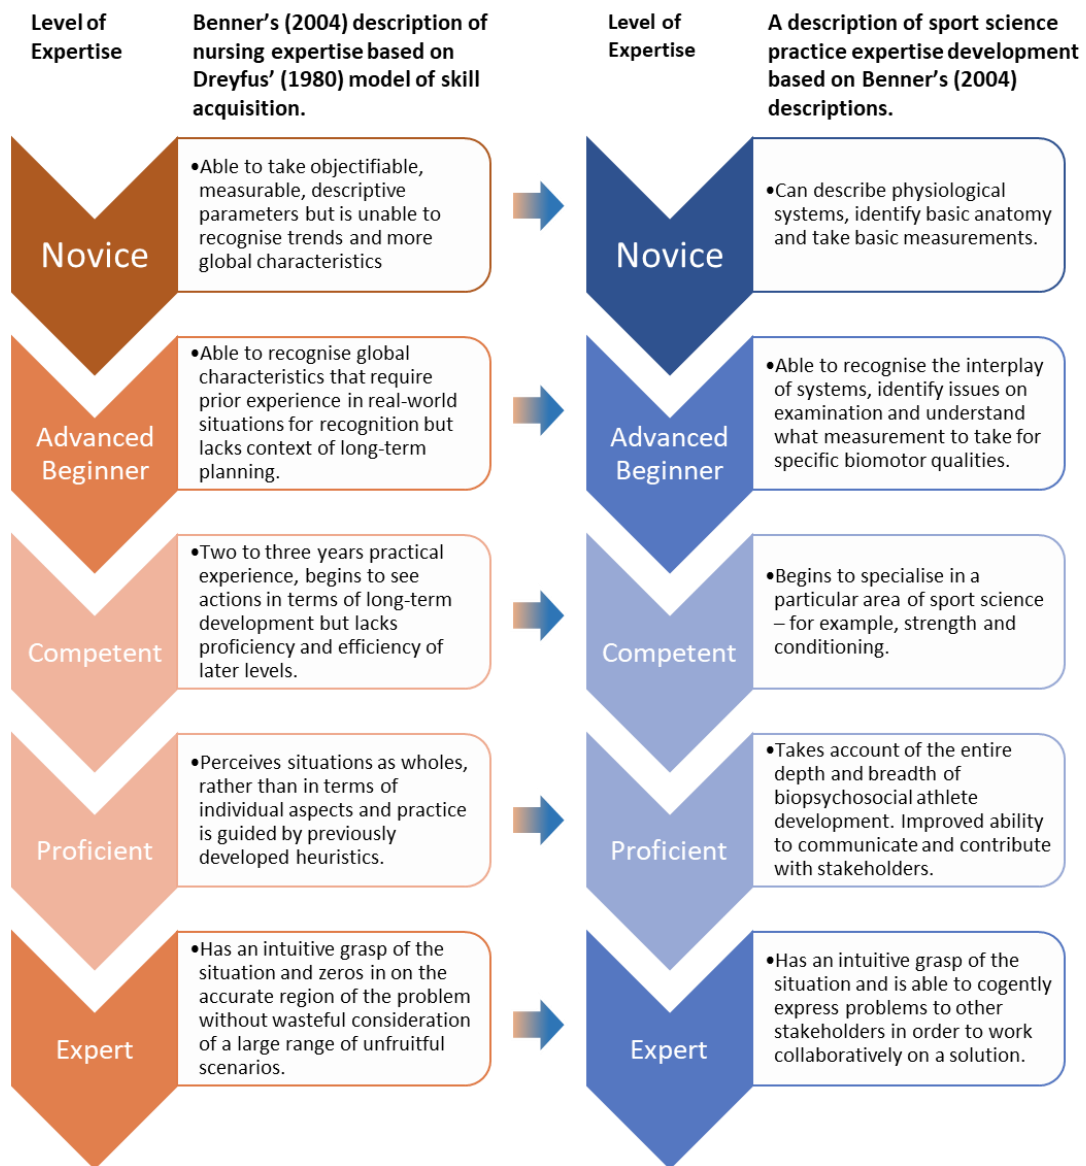 Level of
Expertise
Benner's (2004) description of
nursing expertise based on
Dreyfus' (1980) model of skill
acquisition.
Level of
Expertise
A description of sport science
practice expertise development
based on Benner's (2004)
descriptions.
Novice
•Able to take objectifiable,
measurable, descriptive
parameters but is unable to
recognise trends and more
global characteristics
Novice
•Can describe physiological
systems, identify basic anatomy
and take basic measurements.
Advanced
Beginner
•Able to recognise global
characteristics that require
prior experience in real-world
situations for recognition but
lacks context of long-term
planning.
Advanced
Beginner
•Able to recognise the interplay
of systems, identify issues on
examination and understand
what measurement to take for
specific biomotor qualities.
Competent
•Two to three years practical
experience, begins to see
actions in terms of long-term
development but lacks
proficiency and efficiency of
later levels.
Competent
•Begins to specialise in a
particular area of sport science
– for example, strength and
conditioning.
Proficient
•Perceives situations as wholes,
rather than in terms of
individual aspects and practice
is guided by previously
developed heuristics.
Proficient
•Takes account of the entire
depth and breadth of
biopsychosocial athlete
development. Improved ability
to communicate and contribute
with stakeholders.
Expert
•Has an intuitive grasp of the
situation and zeros in on the
accurate region of the problem
without wasteful consideration
of a large range of unfruitful
scenarios.
Expert
•Has an intuitive grasp of the
situation and is able to cogently
express problems to other
stakeholders in order to work
collaboratively on a solution.